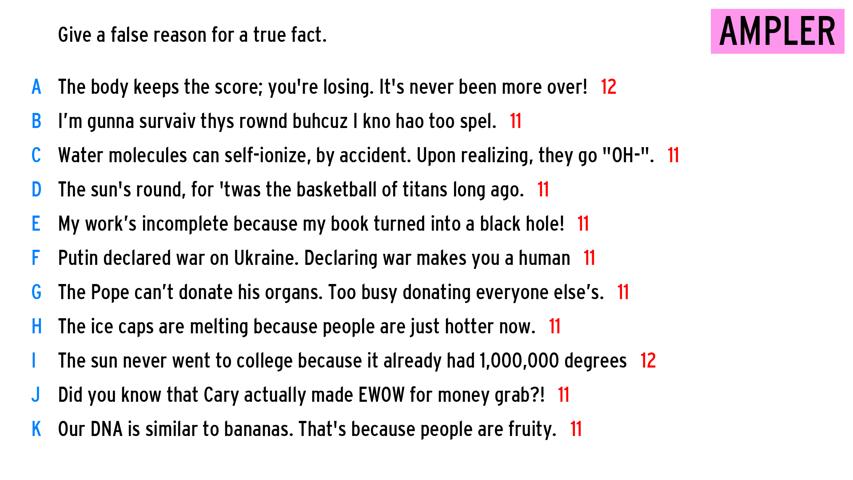 Give a false reason for a true fact.
AMPLER
A The body keeps the score; you're losing. It's never been more over! 12
B I’m gunna survaiv thys rownd buhcuz I kno hao too spel. 11
C Water molecules can self-ionize, by accident. Upon realizing, they go "OH-". 11
D The sun's round, for 'twas the basketball of titans long ago. 11
E My work’s incomplete because my book turned into a black hole! 11
F Putin declared war on Ukraine. Declaring war makes you a human 11
G The Pope can’t donate his organs. Too busy donating everyone else’s. 11
H The ice caps are melting because people are just hotter now. 11
I The sun never went to college because it already had 1,000,000 degrees 12
J Did you know that Cary actually made EWOW for money grab?! 11
K Our DNA is similar to bananas. That's because people are fruity. 11